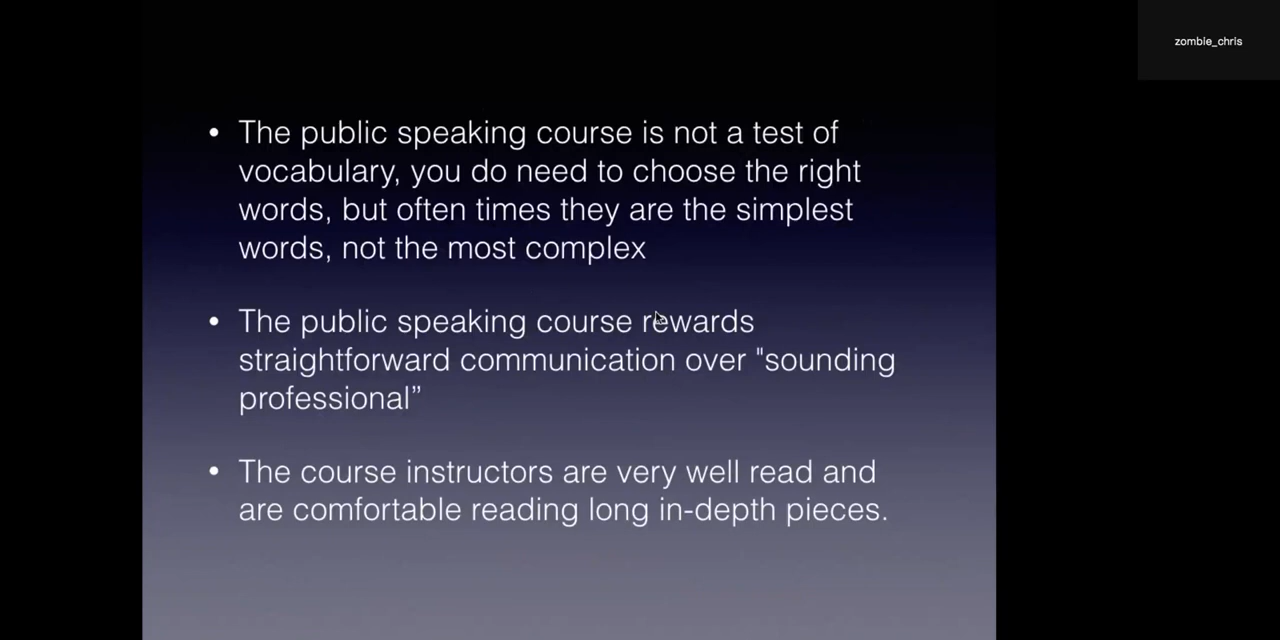 zombie_chris
• The public speaking course is not a test of
vocabulary, you do need to choose the right
words, but often times they are the simplest
words, not the most complex
• The public speaking course rewards
straightforward communication over "sounding
professional”
• The course instructors are very well read and
are comfortable reading long in-depth pieces.